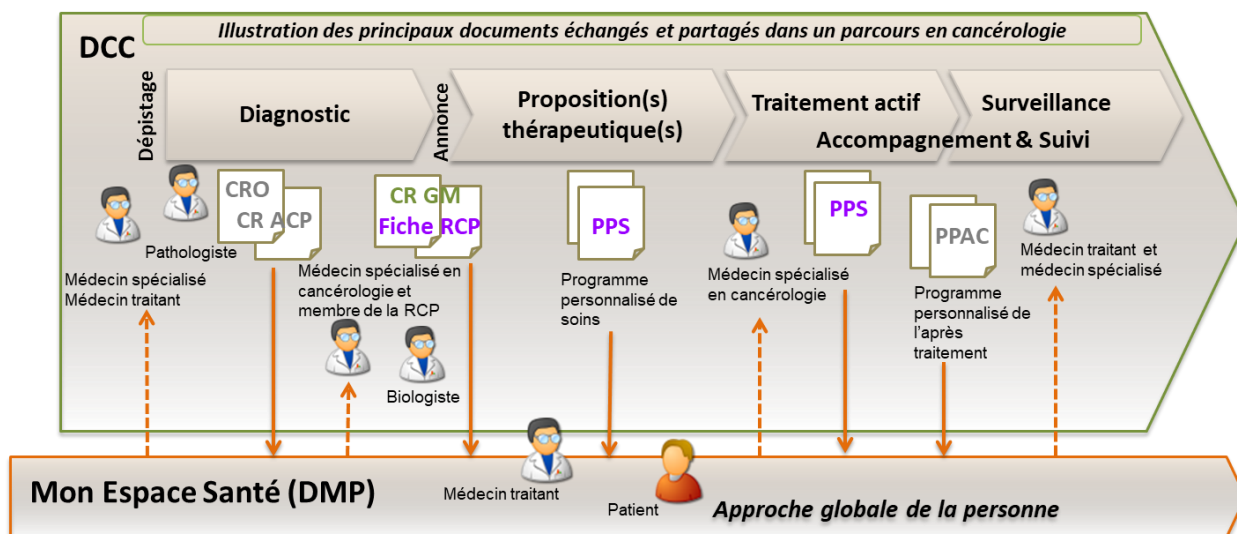 Illustration des principaux documents échangés et partagés dans un parcours en cancérologie
DCC
Dépistage
Diagnostic
Annonce
Proposition(s)
thérapeutique(s)
Traitement actif
Surveillance
Accompagnement & Suivi
CRO
CR ACP
CR GM
Fiche RCP
PPS
PPS
PPAC
Pathologiste
Médecin spécialisé
Médecin traitant
Médecin spécialisé en
cancérologie et
membre de la RCP
Biologiste
Programme
personnalisé de
soins
Médecin spécialisé
en cancérologie
Programme
personnalisé de
l'après
traitement
Médecin traitant et
médecin spécialisé
Mon Espace Santé (DMP)
Médecin traitant
Patient
Approche globale de la personne